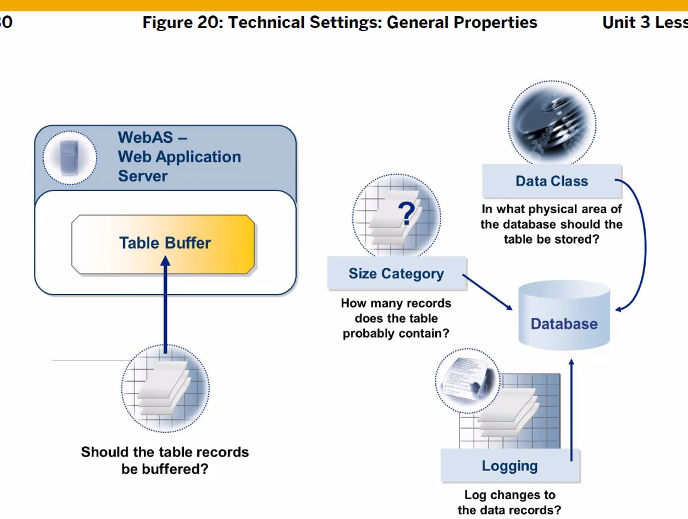 Figure 20: Technical Settings: General Properties
Unit 3
WebAS –
Web Application
Server
Table Buffer
Should the table records
be buffered?
?
Size Category
How many records
does the table
probably contain?
Data Class
In what physical area of
the database should the
table be stored?
Database
Logging
Log changes to
the data records?